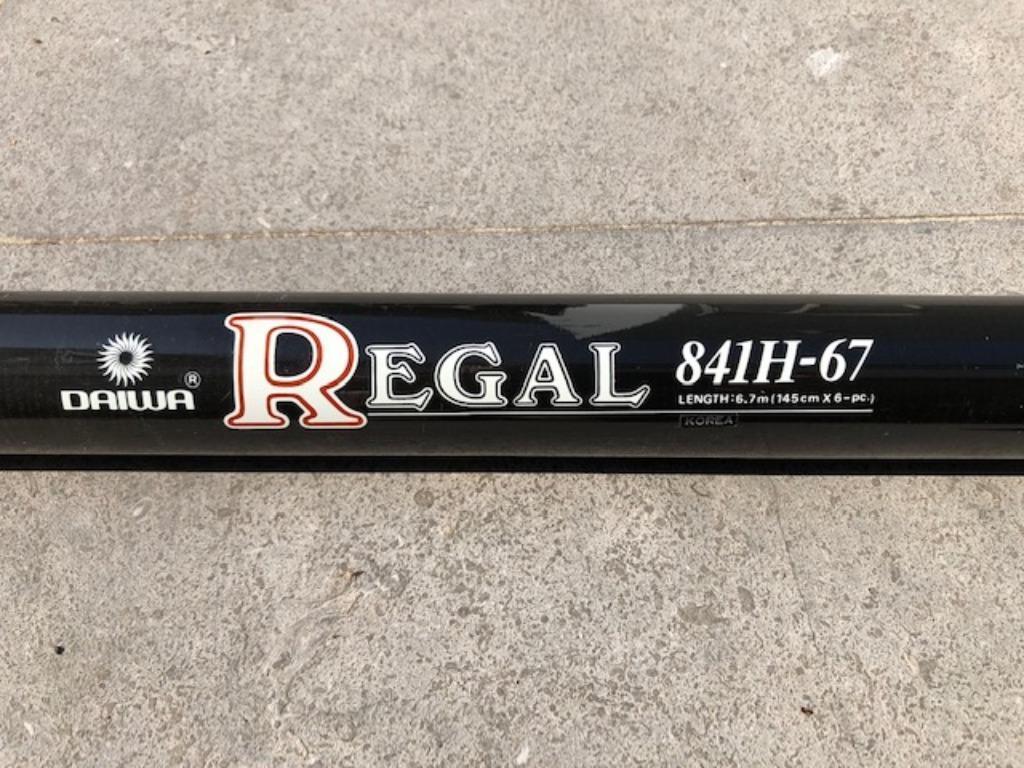 DAIWA ®
REGAL
841H-67
LENGTH:6.7m(145cm X 6-pc.)
KOREA